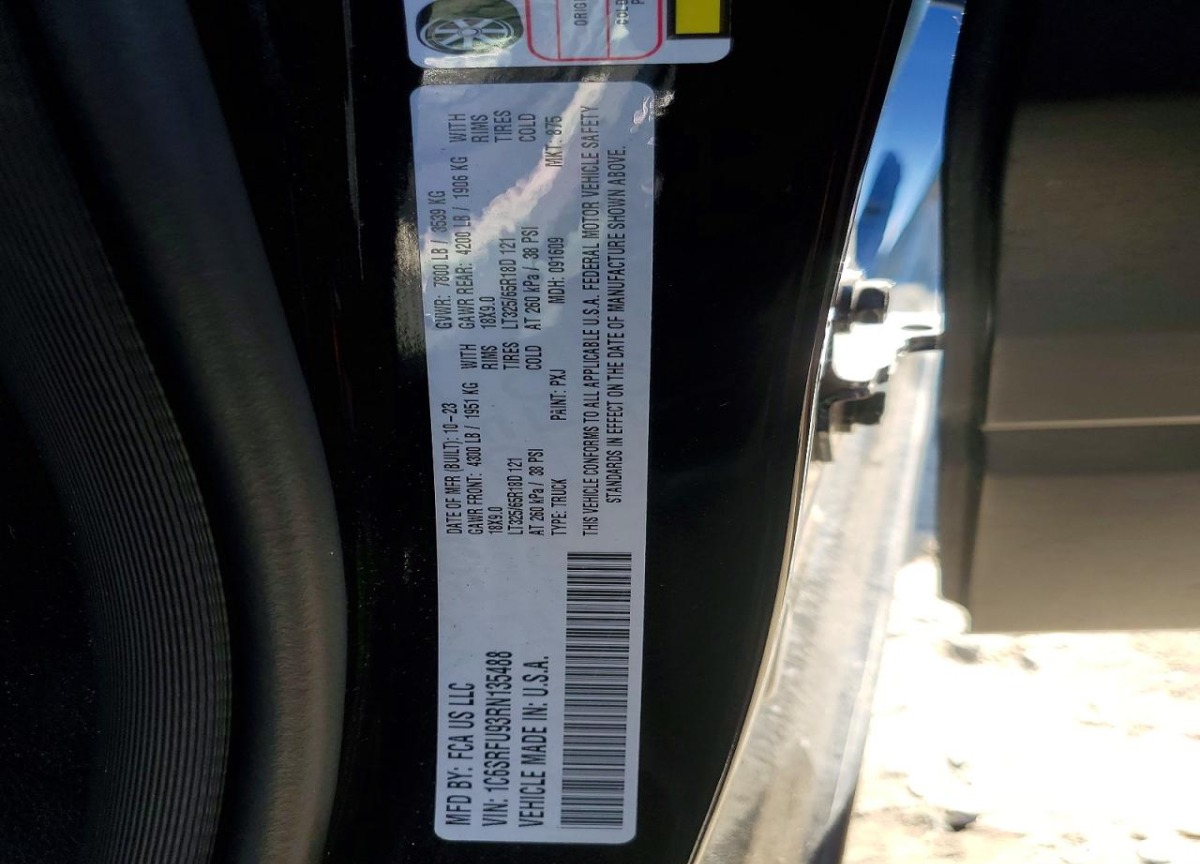 MFD BY: FCA US LLC
VIN: 1C6SRFU93RN135488
VEHICLE MADE IN: U.S.A.
DATE OF MFR (BUILT): 10-23 GVWR: 7800 LB / 3539 KG
GAWR FRONT: 4300 LB / 1951 KG WITH GAWR REAR: 4200 LB / 1906 KG WITH
18X9.0 RIMS 18X9.0 RIMS
LT325/65R18D 121 TIRES LT325/65R18D 121 TIRES
AT 260 kPa / 38 PSI COLD AT 260 kPa / 38 PSI COLD
TYPE: TRUCK PAINT: PXJ MDH: 091609 MKT: 875
THIS VEHICLE CONFORMS TO ALL APPLICABLE U.S.A. FEDERAL MOTOR VEHICLE SAFETY
STANDARDS IN EFFECT ON THE DATE OF MANUFACTURE SHOWN ABOVE.
COLD